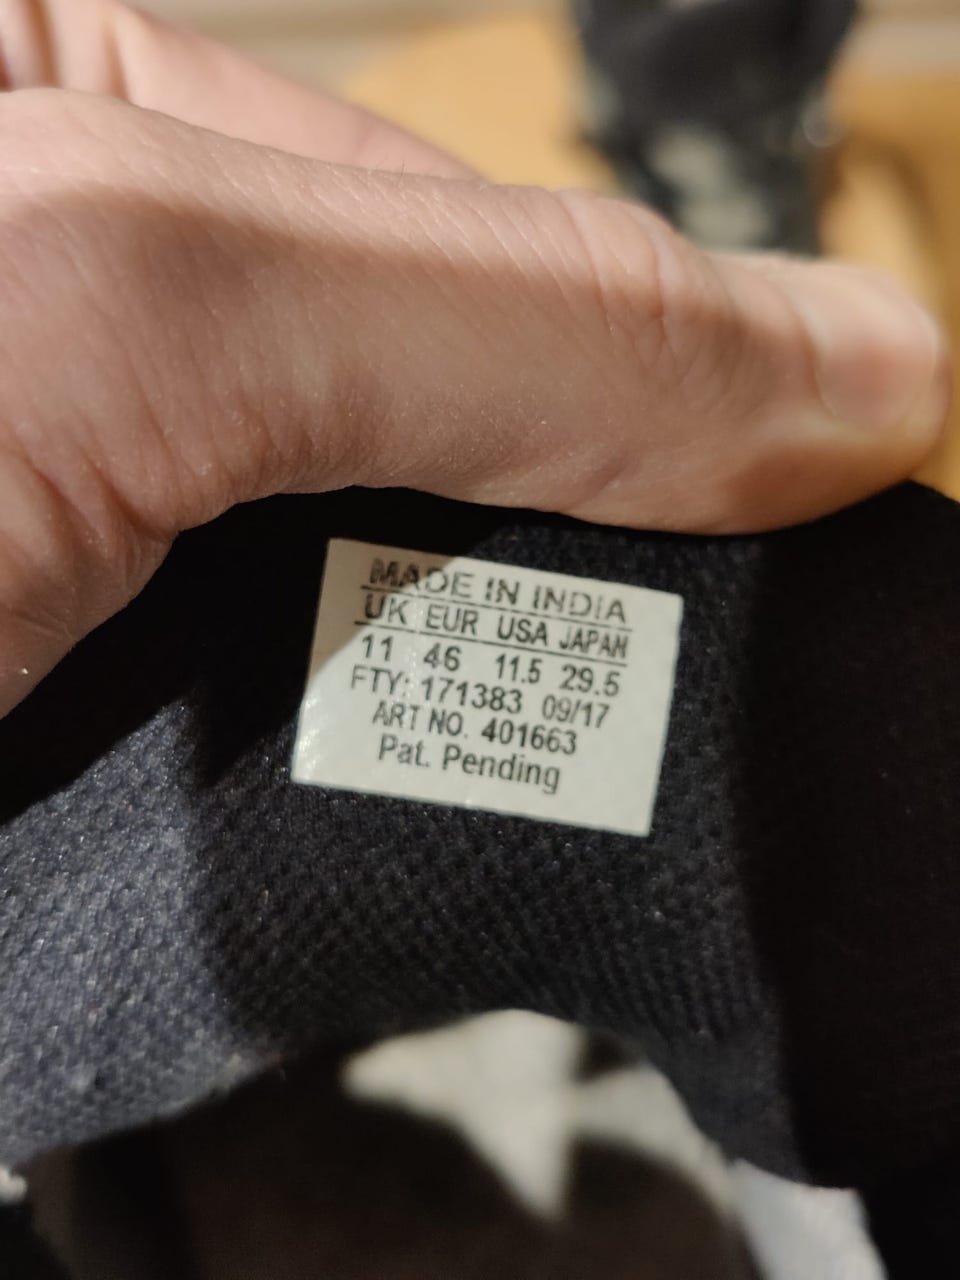 MADE IN INDIA
UK EUR USA JAPAN
11 46 11.5 29.5
FTY: 171383 09/17
ART NO. 401663
Pat. Pending